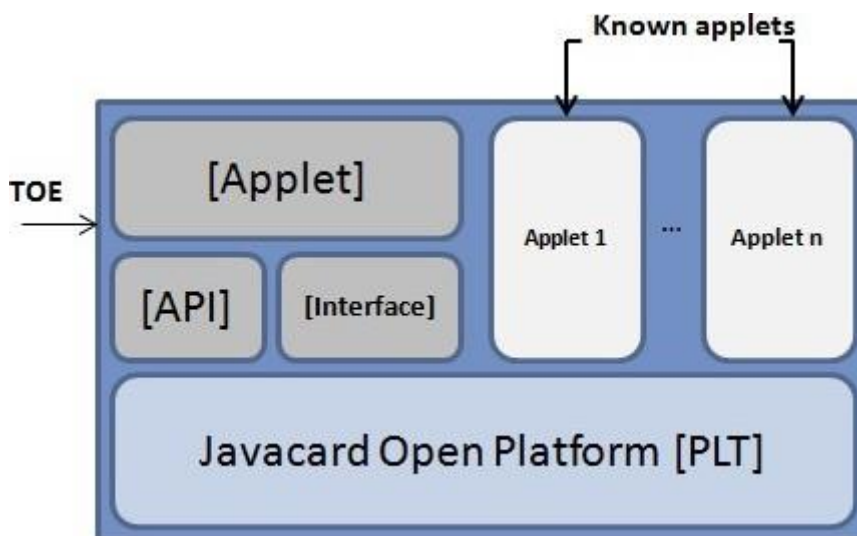 Known applets
TOE
[Applet]
Applet 1
...
Applet n
[API]
[Interface]
Javacard Open Platform [PLT]